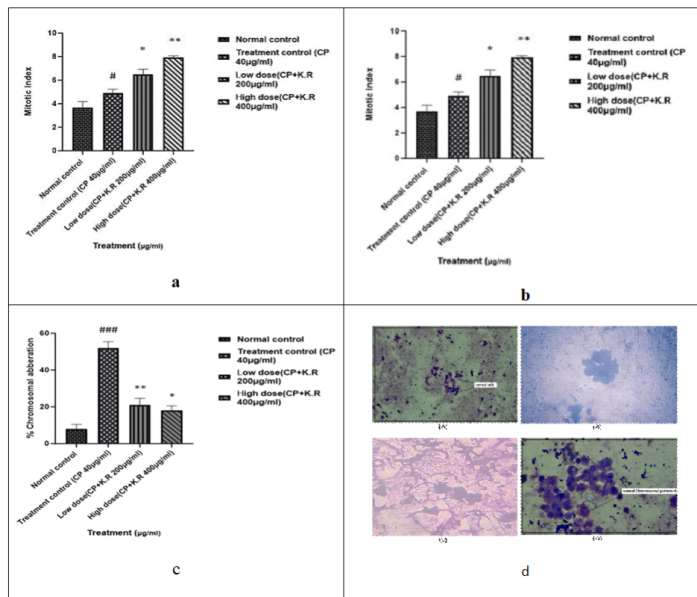 Mitotic index
10
8
6
4
2
0
#
*
**
Normal control
Treatment control (CP 40µg/ml)
Low dose(CP+K.R 200µg/ml)
High dose(CP+K.R 400µg/ml)
Treatment (µg/ml)
Normal control
Treatment control (CP
40µg/ml)
Low dose(CP+K.R
200µg/ml)
High dose(CP+K.R
400µg/ml)
a
Mitotic index
10
8
6
4
2
0
#
*
**
Normal control
Treatment control (CP 40µg/ml)
Low dose(CP+K.R 200µg/ml)
High dose(CP+K.R 400µg/ml)
Treatment (µg/ml)
Normal control
Treatment control (CP
40µg/ml)
Low dose(CP+K.R
200µg/ml)
High dose(CP+K.R
400µg/ml)
b
% Chromosomal abberation
60
40
20
0
###
**
*
Normal control
Treatment control (CP 40µg/ml)
Low dose(CP+K.R 200µg/ml)
High dose(CP+K.R 400µg/ml)
Treatment (µg/ml)
Normal control
Treatment control (CP
40µg/ml)
Low dose(CP+K.R
200µg/ml)
High dose(CP+K.R
400µg/ml)
c
(A)
d